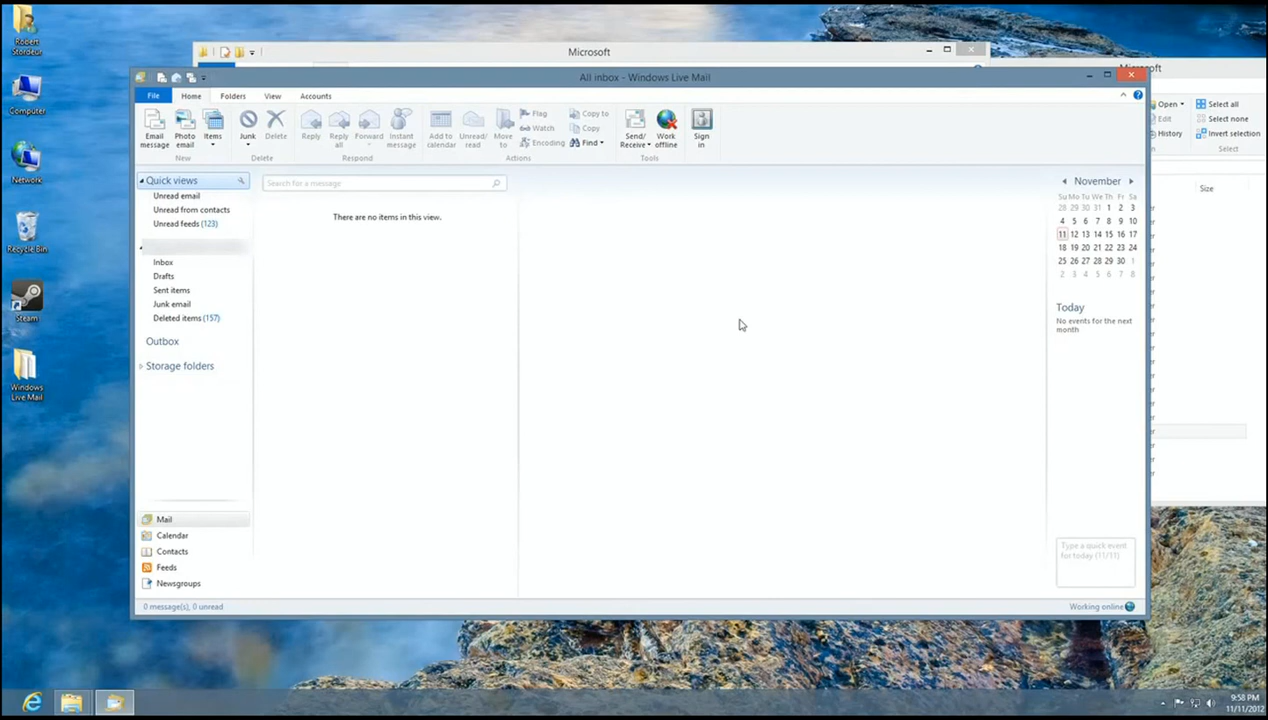 Robert
Stordeur
Computer
Network
Recycle Bin
Steam
Windows
Live Mail
Microsoft
Microsoft
Open
Edit
History
Select all
Select none
Invert selection
Select
Size
All inbox - Windows Live Mail
File
Home
Folders
View
Accounts
Email
message
Photo
email
Items
New
Junk
Delete
Delete
Reply
Reply
all
Forward
Instant
message
Respond
Add to
calendar
Unread/
read
Move
to
Flag
Watch
Encoding
Copy to
Copy
Find
Actions
Send/
Receive
Work
offline
Tools
Sign
in
Quick views
Unread email
Unread from contacts
Unread feeds (123)
Inbox
Drafts
Sent items
Junk email
Deleted items (157)
Outbox
Storage folders
Mail
Calendar
Contacts
Feeds
Newsgroups
Search for a message
There are no items in this view.
November
Su Mo Tu We Th Fr Sa
28 29 30 31 1 2 3
4 5 6 7 8 9 10
11 12 13 14 15 16 17
18 19 20 21 22 23 24
25 26 27 28 29 30 1
2 3 4 5 6 7 8
Today
No events for the next
month
Type a quick event
for today (11/11)
0 message(s), 0 unread
Working online
9:58 PM
11/11/2012